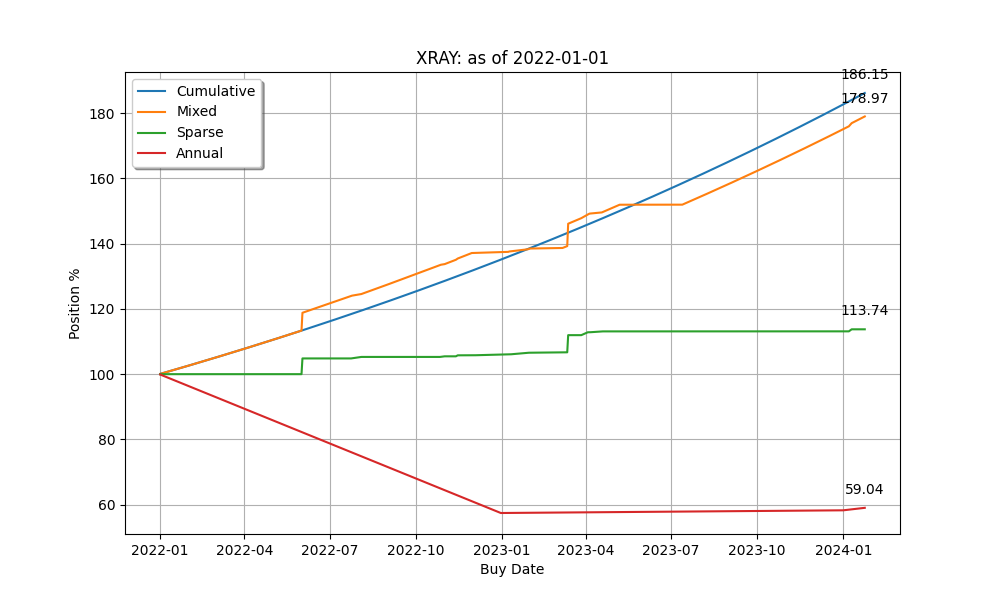 XRAY: as of 2022-01-01
Cumulative
Mixed
Sparse
Annual
186.15
178.97
113.74
59.04
Position %
180
160
140
120
100
80
60
2022-01
2022-04
2022-07
2022-10
2023-01
2023-04
2023-07
2023-10
2024-01
Buy Date